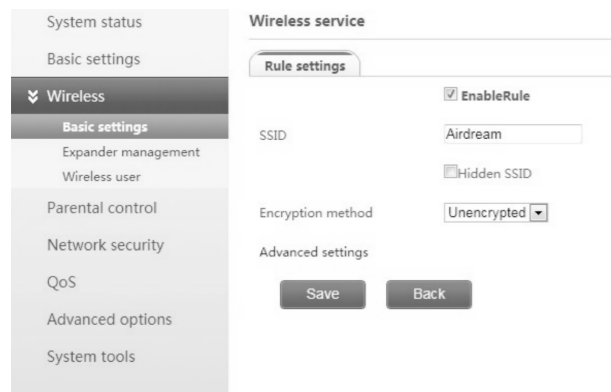 System status
Basic settings
Wireless
Basic settings
Expander management
Wireless user
Parental control
Network security
QoS
Advanced options
System tools
Wireless service
Rule settings
EnableRule
SSID Airdream
Hidden SSID
Encryption method Unencrypted
Advanced settings
Save Back